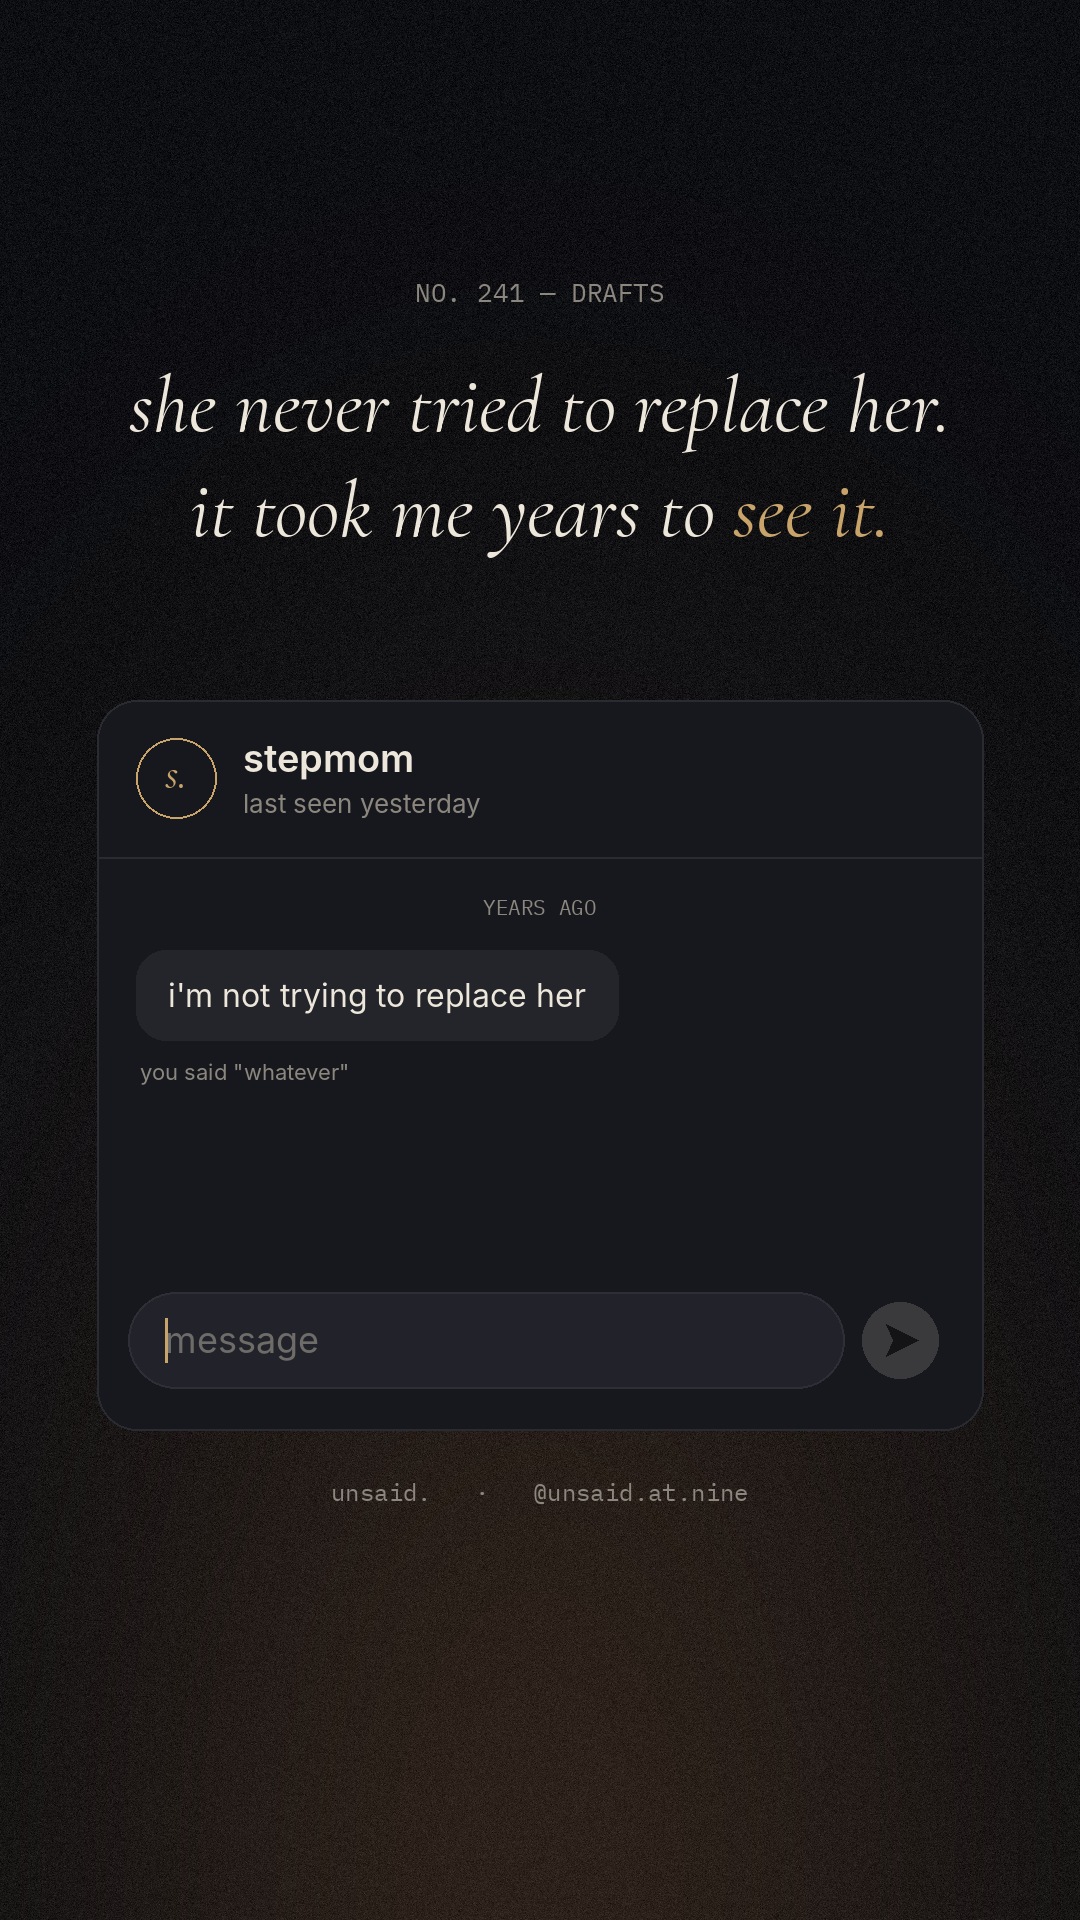 NO. 241 — DRAFTS
she never tried to replace her.
it took me years to see it.
s.
stepmom
last seen yesterday
YEARS AGO
i'm not trying to replace her
you said "whatever"
message
unsaid. · @unsaid.at.nine